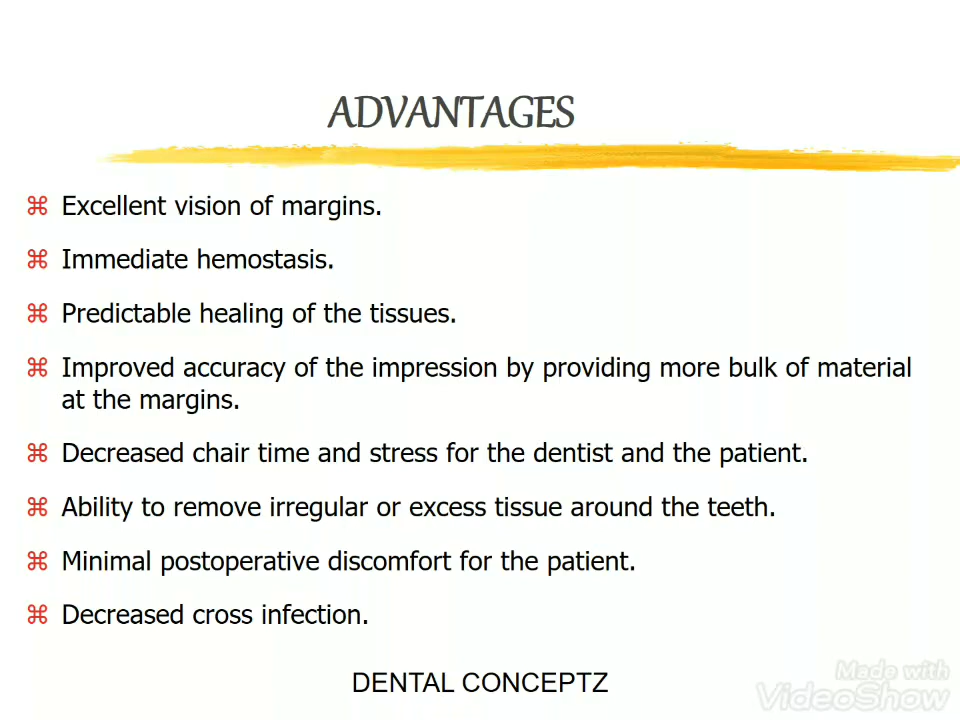 ADVANTAGES
⌘ Excellent vision of margins.
⌘ Immediate hemostasis.
⌘ Predictable healing of the tissues.
⌘ Improved accuracy of the impression by providing more bulk of material
at the margins.
⌘ Decreased chair time and stress for the dentist and the patient.
⌘ Ability to remove irregular or excess tissue around the teeth.
⌘ Minimal postoperative discomfort for the patient.
⌘ Decreased cross infection.
DENTAL CONCEPTZ
Made with
VideoShow